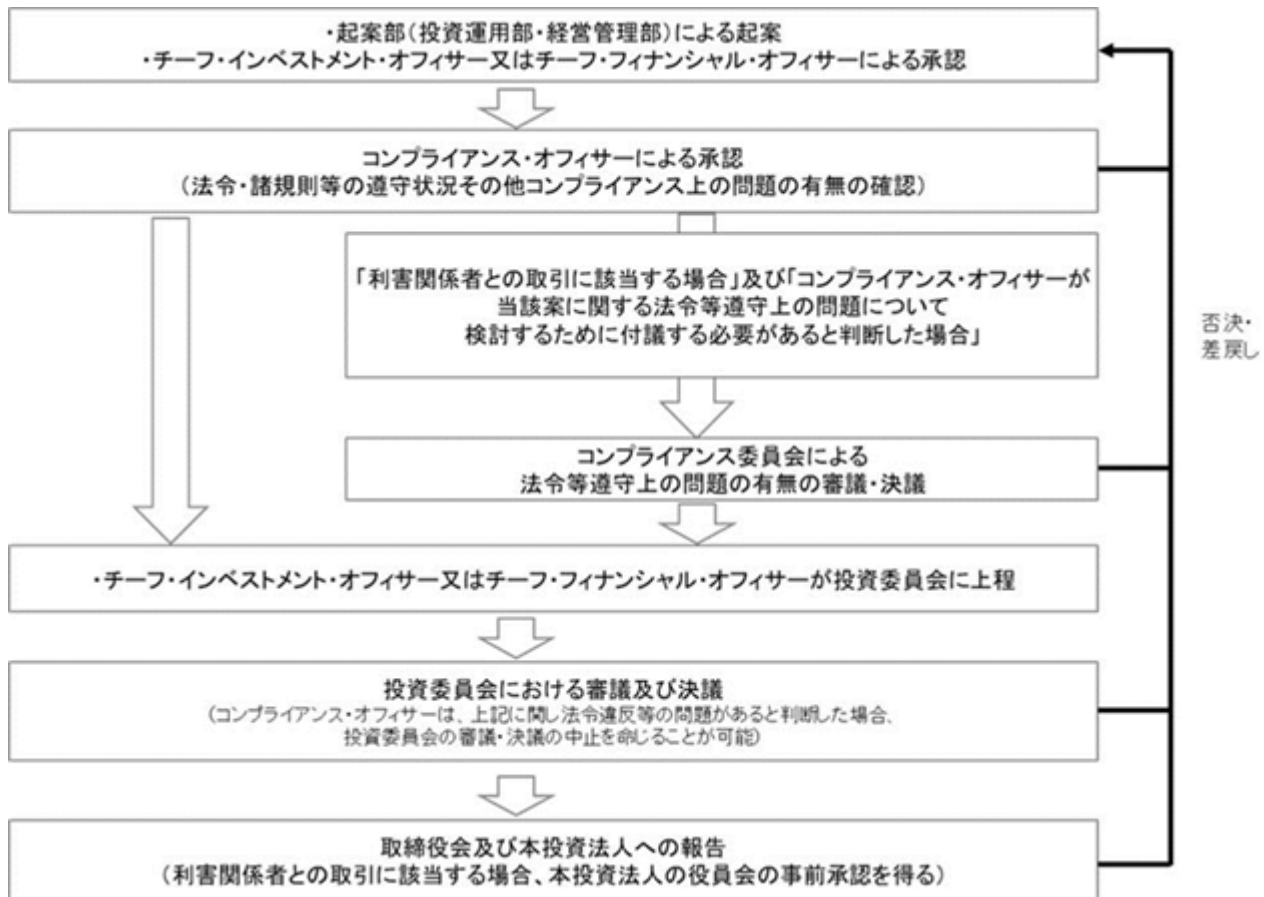 ・起案部(投資運用部・経営管理部)による起案
・チーフ・インベストメント・オフィサー又はチーフ・フィナンシャル・オフィサーによる承認
コンプライアンス・オフィサーによる承認
(法令・諸規則等の遵守状況その他コンプライアンス上の問題の有無の確認)
「利害関係者との取引に該当する場合」及び「コンプライアンス・オフィサーが
当該案に関する法令等遵守上の問題について
検討するために付議する必要があると判断した場合」
否決・
差戻し
コンプライアンス委員会による
法令等遵守上の問題の有無の審議・決議
・チーフ・インベストメント・オフィサー又はチーフ・フィナンシャル・オフィサーが投資委員会に上程
投資委員会における審議及び決議
(コンプライアンス・オフィサーは、上記に関し法令違反等の問題があると判断した場合、
投資委員会の審議・決議の中止を命じることが可能)
取締役会及び本投資法人への報告
(利害関係者との取引に該当する場合、本投資法人の役員会の事前承認を得る)